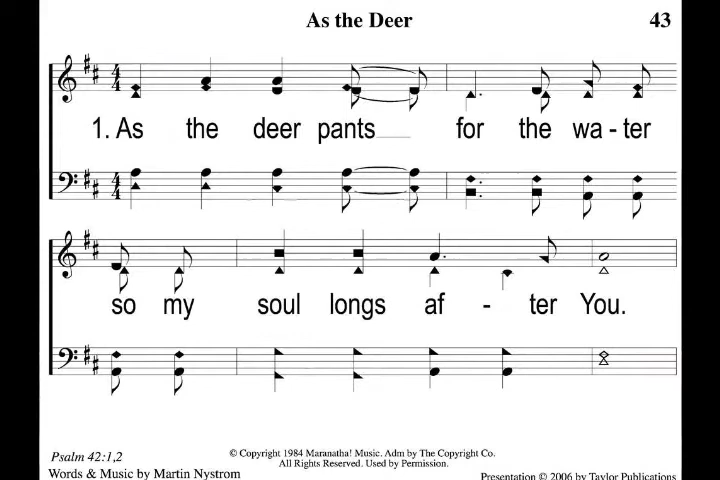 As the Deer 43
1. As the deer pants for the wa - ter
so my soul longs af - ter You.
Psalm 42:1,2
Words & Music by Martin Nystrom
© Copyright 1984 Maranatha! Music. Adm by The Copyright Co.
All Rights Reserved. Used by Permission.
Presentation © 2006 by Taylor Publications